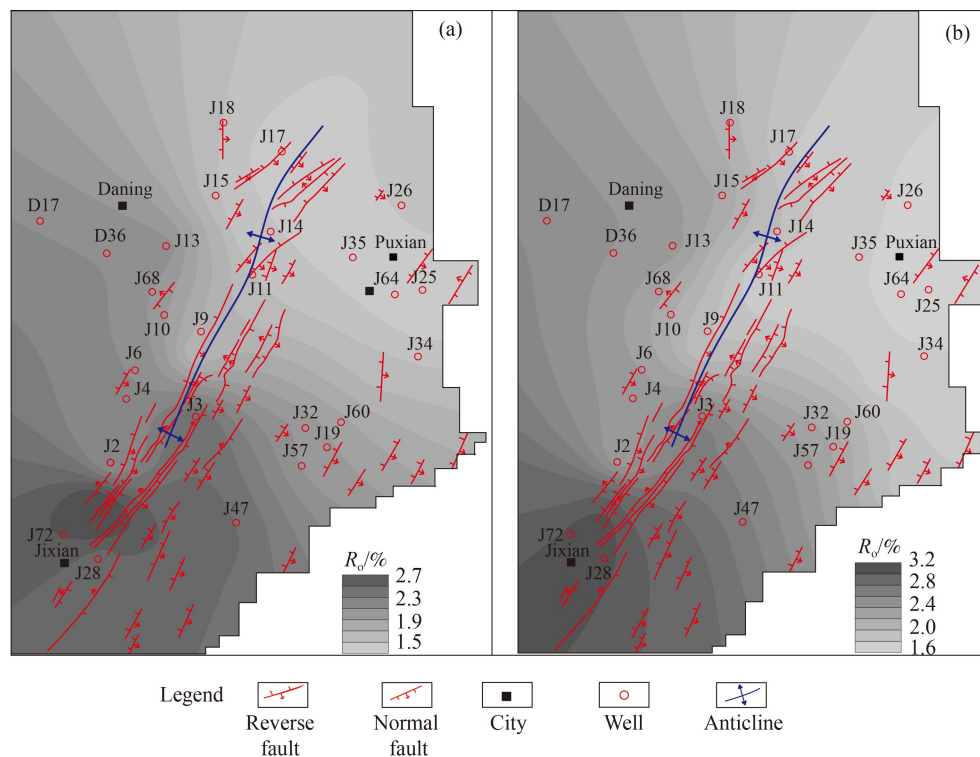 (a)
J18
J17
J15
Daning
J26
D17
J14
D36
J13
J35
Puxian
J68
J64
J25
J11
J10
J9
J34
J6
J4
J3
J32
J60
J2
J19
J57
J47
J72
Jixian
J28
Ro/%
2.7
2.3
1.9
1.5
(b)
J18
J17
J15
Daning
J26
D17
J14
D36
J13
J35
Puxian
J68
J64
J25
J11
J10
J9
J34
J6
J4
J3
J32
J60
J2
J19
J57
J47
J72
Jixian
J28
Ro/%
3.2
2.8
2.4
2.0
1.6
Legend
Reverse
fault
Normal
fault
City
Well
Anticline